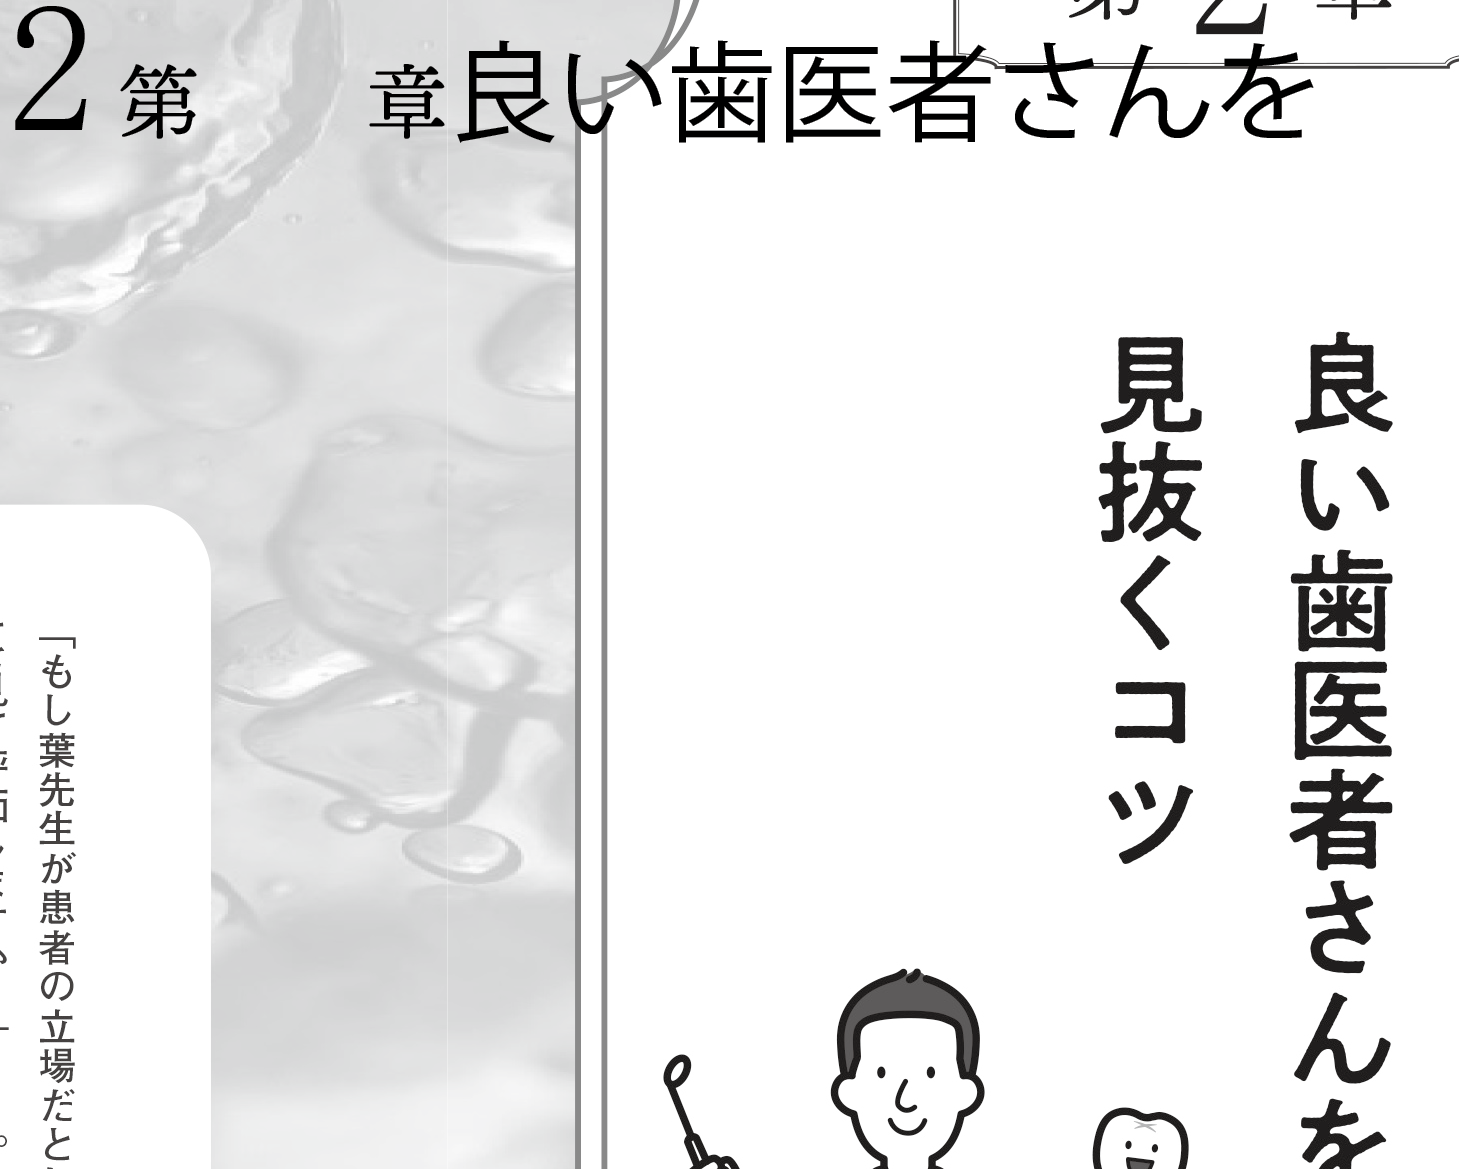 第2章
2第 章良い歯医者さんを
良い歯医者さんを
見抜くコツ
「もし葉先生が患者の立場だと